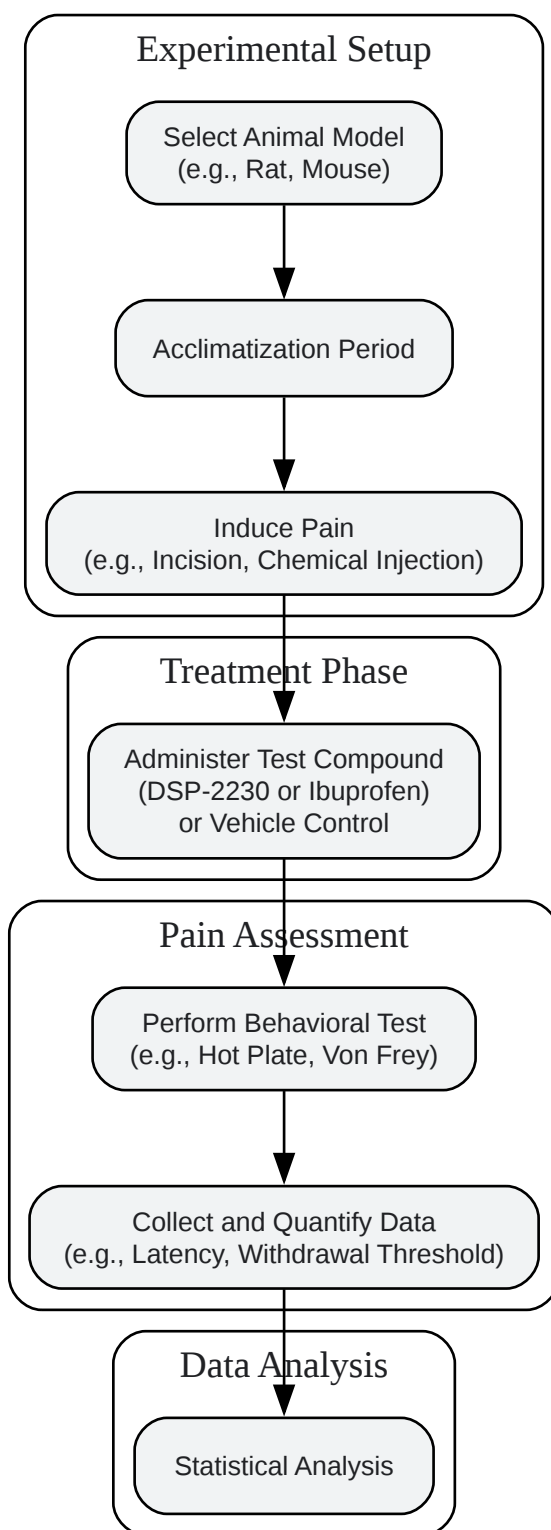 Experimental Setup
Select Animal Model
(e.g., Rat, Mouse)
Acclimatization Period
Induce Pain
(e.g., Incision, Chemical Injection)
Treatment Phase
Administer Test Compound
(DSP-2230 or Ibuprofen)
or Vehicle Control
Pain Assessment
Perform Behavioral Test
(e.g., Hot Plate, Von Frey)
Collect and Quantify Data
(e.g., Latency, Withdrawal Threshold)
Data Analysis
Statistical Analysis